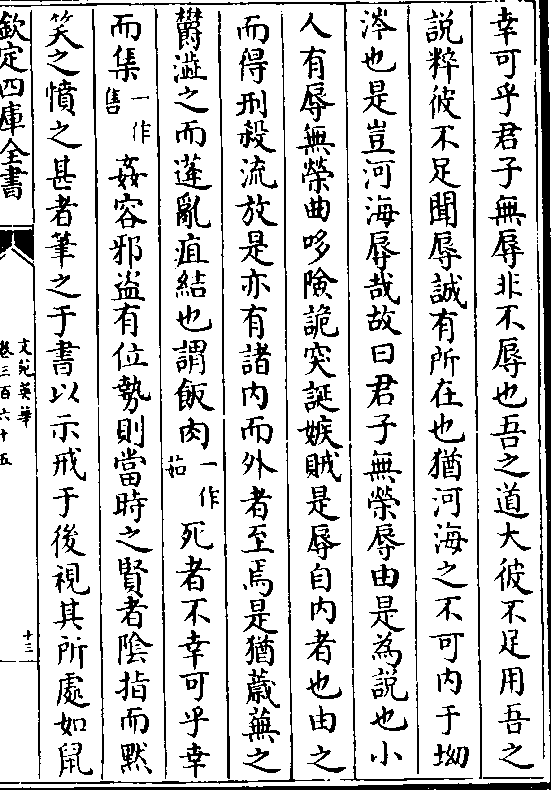 幸可乎君子無辱非不辱也吾之道大彼不足用吾之
説粹彼不足聞辱誠有所在也猶河海之不可内于坳
涔也是豈河海辱哉故曰君子無榮辱由是為説也小
人有辱無榮曲哆險詭突誕嫉賊是辱自内者也由之
而得刑殺流放是亦有諸内而外者至焉是猶葴蕪之
欝澁之而蓬亂疽結也謂飯肉一作茹死者不幸可乎幸
而集一作售姦容邪盗有位勢則當時之賢者陰指而黙
笑之憤之甚者筆之于書以示戒于後視其所處如鼠
欽定四庫全書
文苑英華
卷三百六十五
十三